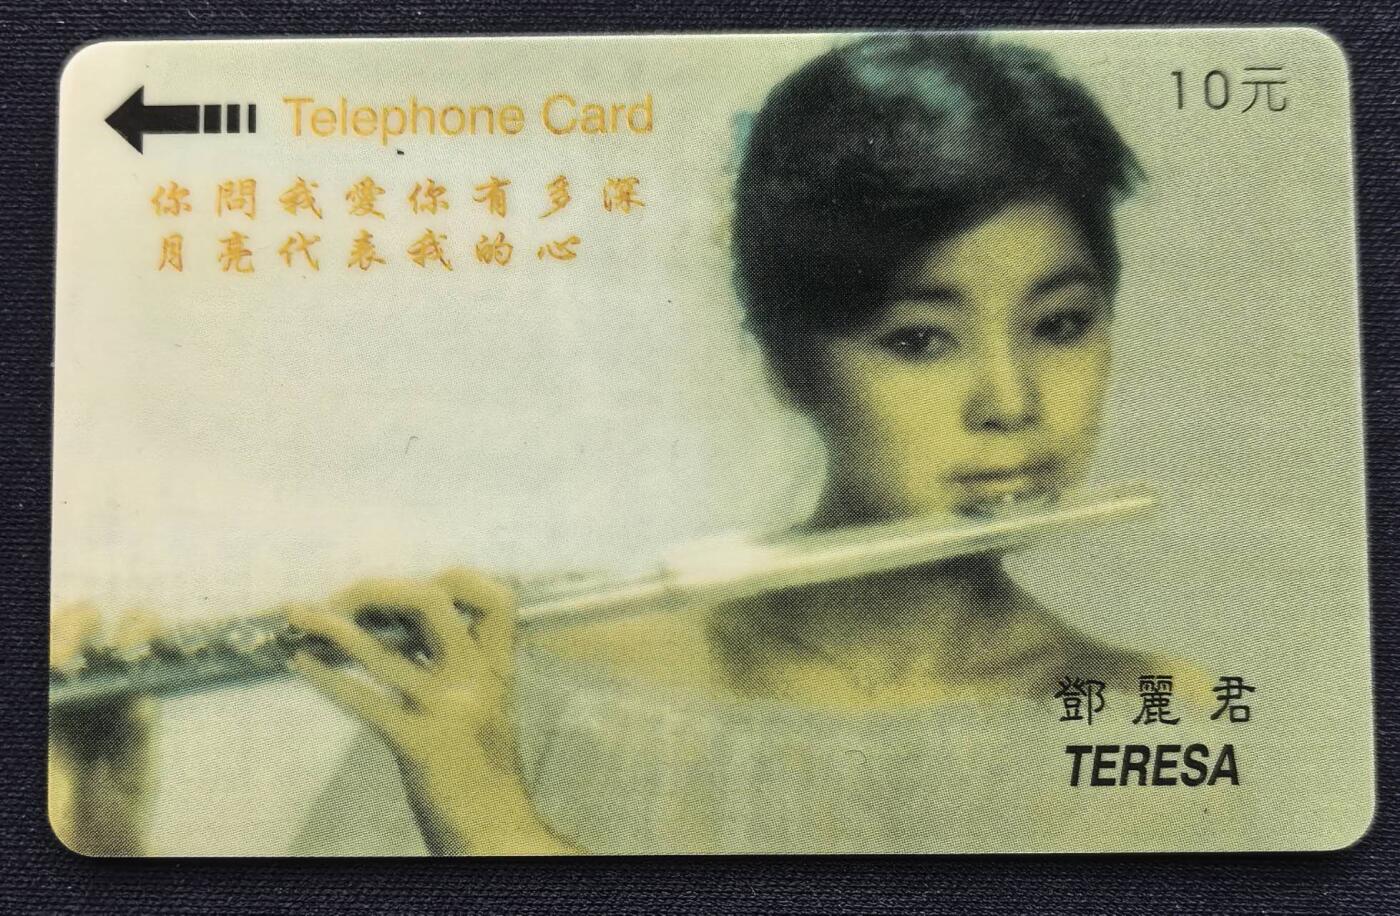 Telephone Card
10元
你問我愛你有多深
月亮代表我的心
鄧麗君
TERESA